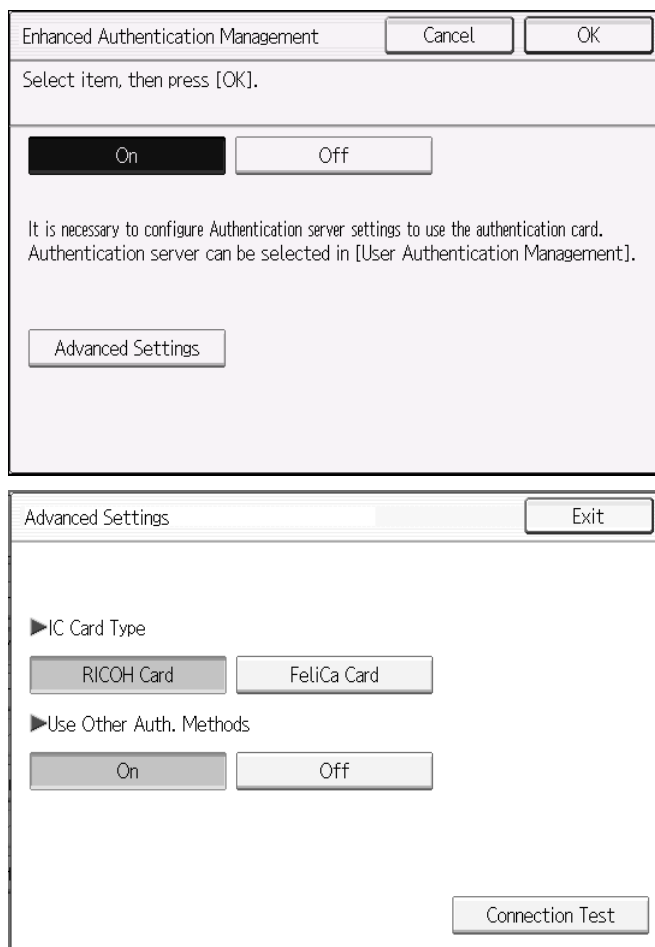 Enhanced Authentication Management Cancel OK
Select item, then press [OK].
On Off
It is necessary to configure Authentication server settings to use the authentication card.
Authentication server can be selected in [User Authentication Management].
Advanced Settings
Advanced Settings Exit
▶IC Card Type
RICOH Card FeliCa Card
▶Use Other Auth. Methods
On Off
Connection Test